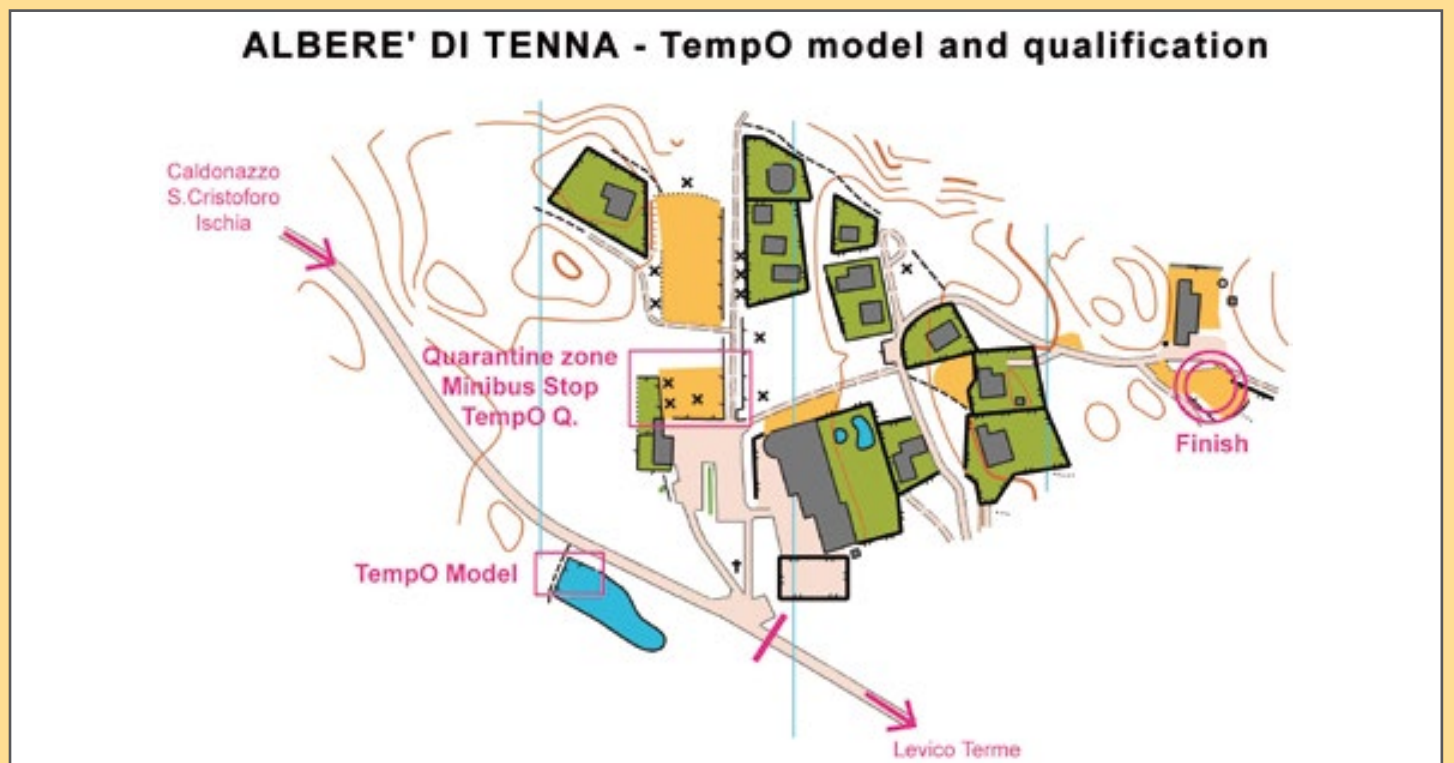 ALBERE' DI TENNA - TempO model and qualification
Caldonazzo
S.Cristoforo
Ischia
Quarantine zone
Minibus Stop
TempO Q.
Finish
TempO Model
Levico Terme